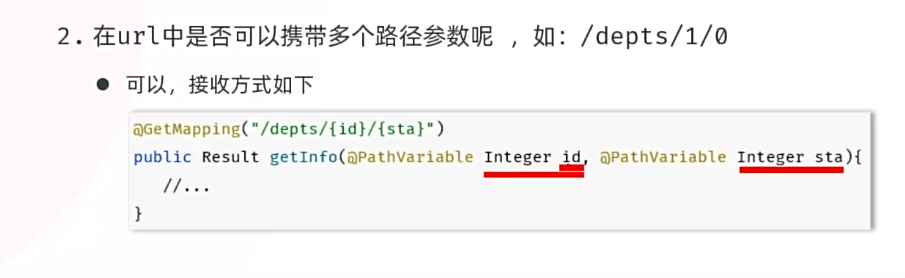 2. 在url中是否可以携带多个路径参数呢 ，如：/depts/1/0
● 可以，接收方式如下
@GetMapping("/depts/{id}/{sta}")
public Result getInfo(@PathVariable Integer id, @PathVariable Integer sta){
//...
}